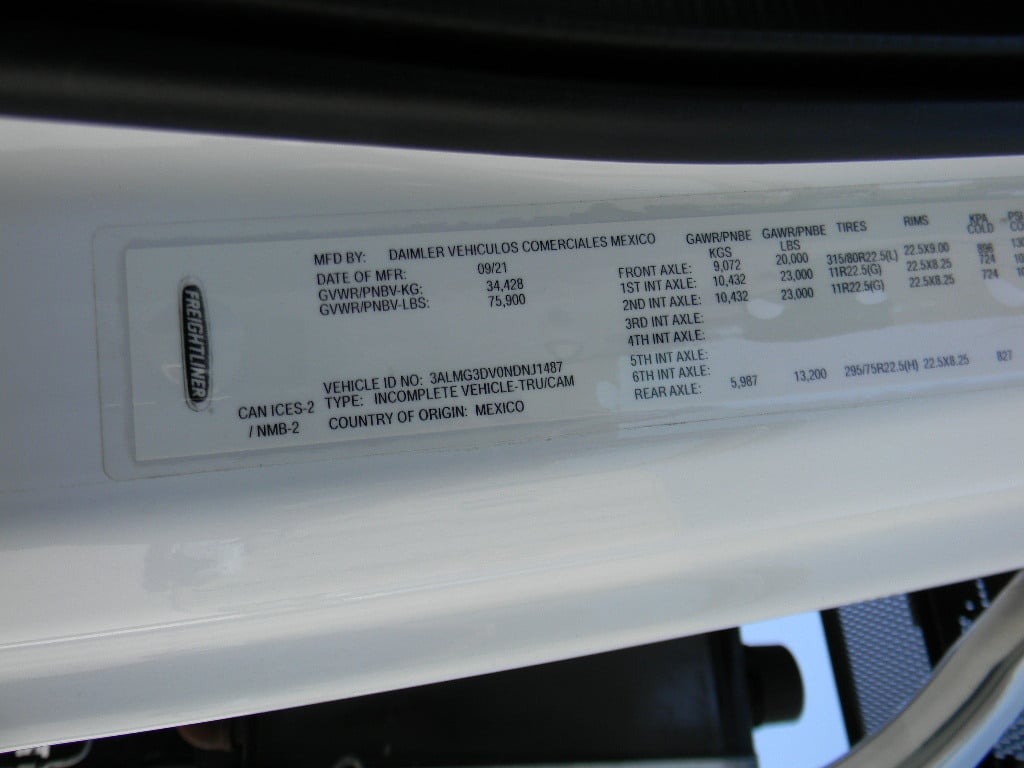 FREIGHTLINER
CAN ICES-2
/ NMB-2
MFD BY: DAIMLER VEHICULOS COMERCIALES MEXICO
DATE OF MFR: 09/21
GVWR/PNBV-KG: 34,428
GVWR/PNBV-LBS: 75,900
VEHICLE ID NO: 3ALMG3DV0NDNJ1487
TYPE: INCOMPLETE VEHICLE-TRU/CAM
COUNTRY OF ORIGIN: MEXICO
GAWR/PNBE KGS GAWR/PNBE LBS TIRES RIMS KPA COLD
FRONT AXLE: 9,072 20,000 315/80R22.5(L) 22.5X9.00 896
1ST INT AXLE: 10,432 23,000 11R22.5(G) 22.5X8.25 724
2ND INT AXLE: 10,432 23,000 11R22.5(G) 22.5X8.25 724
3RD INT AXLE:
4TH INT AXLE:
5TH INT AXLE:
6TH INT AXLE:
REAR AXLE: 5,987 13,200 295/75R22.5(H) 22.5X8.25 827